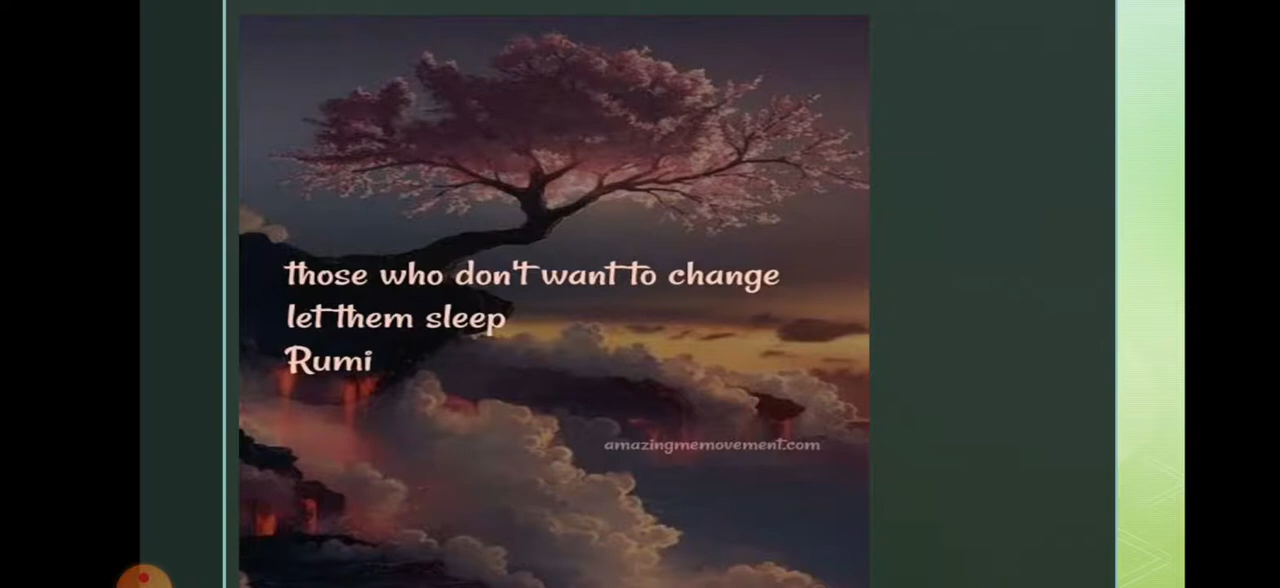 those who don't want to change
let them sleep
Rumi
amazingmemovement.com